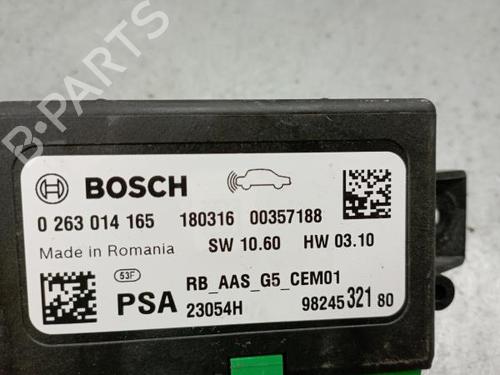 BOSCH
0 263 014 165 180316 00357188
Made in Romania SW 10.60 HW 03.10
53F
PSA RB_AAS_G5_CEM01
23054H 98245 321 80
B-PARTS